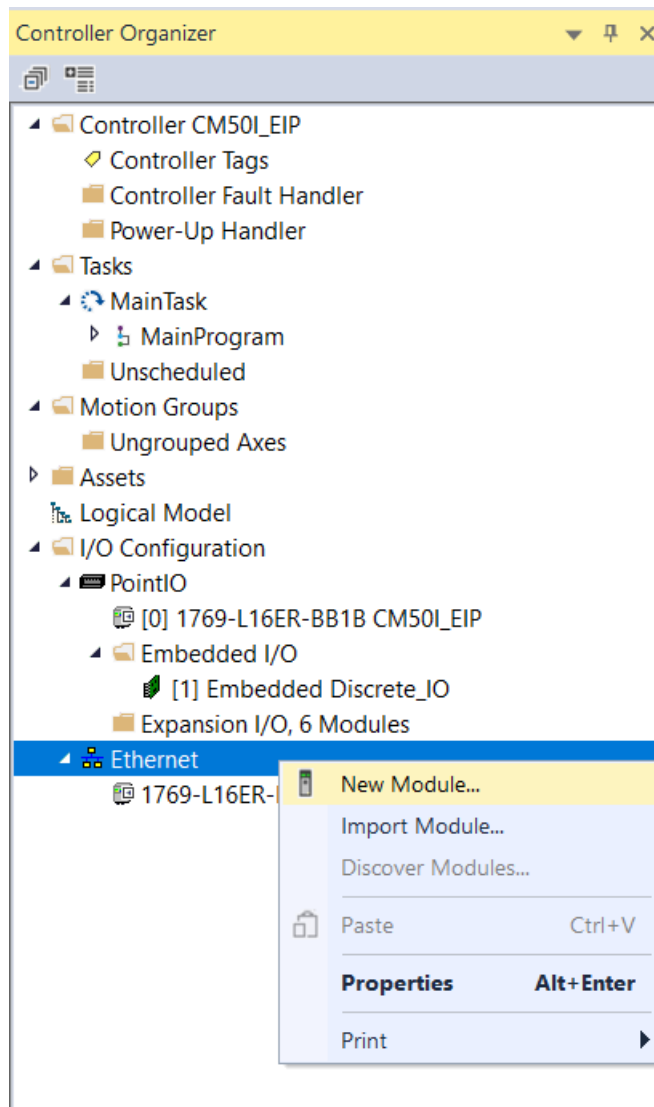 Controller Organizer
Controller CM50I_EIP
Controller Tags
Controller Fault Handler
Power-Up Handler
Tasks
MainTask
MainProgram
Unscheduled
Motion Groups
Ungrouped Axes
Assets
Logical Model
I/O Configuration
PointIO
[0] 1769-L16ER-BB1B CM50I_EIP
Embedded I/O
[1] Embedded Discrete_IO
Expansion I/O, 6 Modules
Ethernet
1769-L16ER-
New Module...
Import Module...
Discover Modules...
Paste Ctrl+V
Properties Alt+Enter
Print